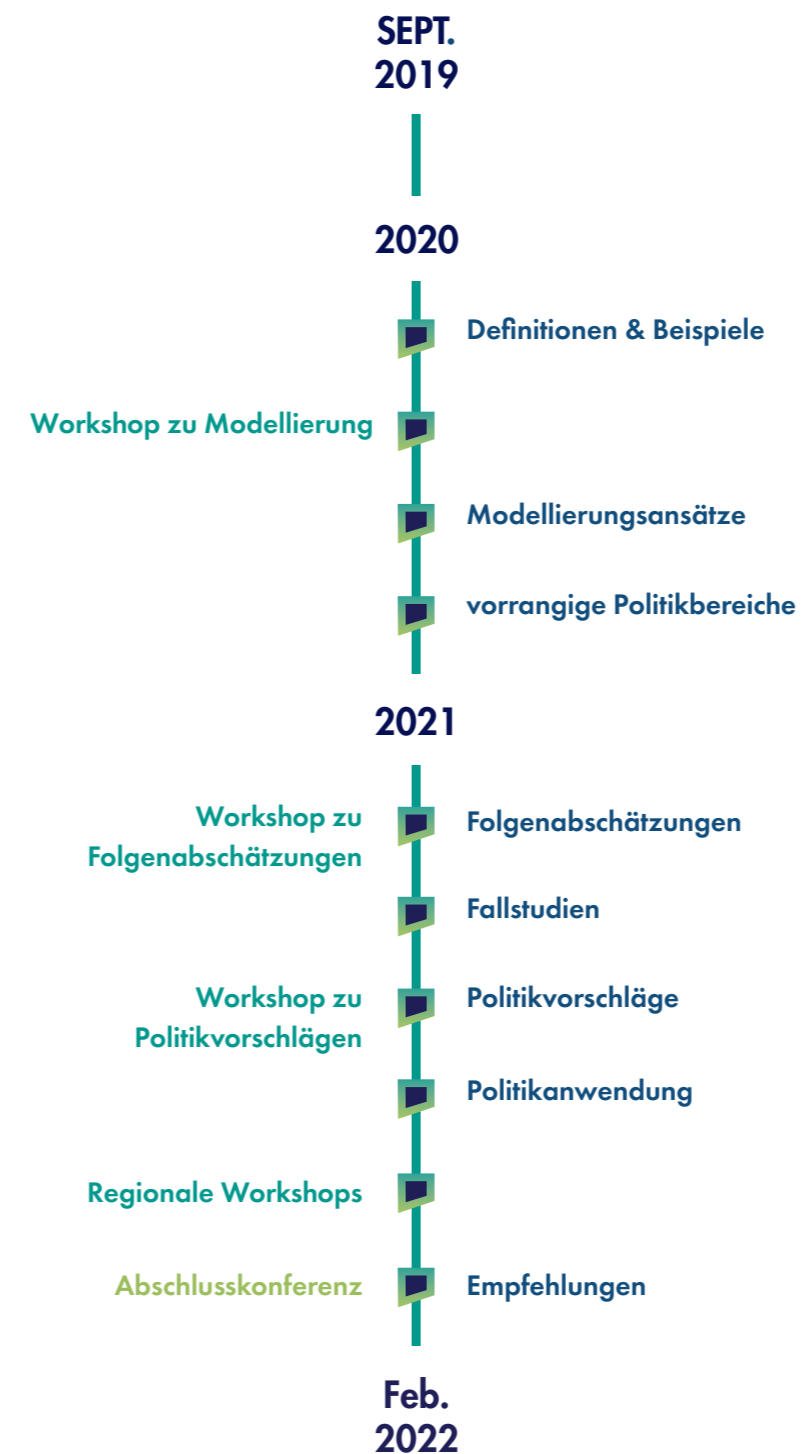 SEPT.
2019
2020
Definitionen & Beispiele
Workshop zu Modellierung
Modellierungsansätze
vorrangige Politikbereiche
2021
Workshop zu
Folgenabschätzungen
Folgenabschätzungen
Fallstudien
Workshop zu
Politikvorschlägen
Politikvorschläge
Politikanwendung
Regionale Workshops
Abschlusskonferenz
Empfehlungen
Feb.
2022